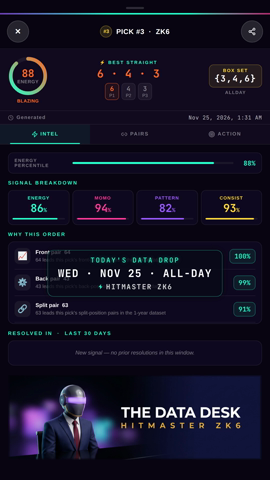 #3 PICK #3 · ZK6
88
ENERGY
BLAZING
⚡ BEST STRAIGHT
6 · 4 · 3
6 4 3
P1 P2 P3
BOX SET
{3,4,6}
ALLDAY
Generated
Nov 25, 2026, 1:31 AM
INTEL
PAIRS
ACTION
ENERGY PERCENTILE
88%
SIGNAL BREAKDOWN
ENERGY
86%
MOMO
94%
PATTERN
82%
CONSIST
93%
WHY THIS ORDER
Front pair 64
100%
TODAY'S DATA DROP
WED · NOV 25 · ALL-DAY
⚡ HITMASTER ZK6
99%
Split pair 63
63 leads this pick's split-position pairs in the 1-year dataset
91%
RESOLVED IN · LAST 30 DAYS
New signal — no prior resolutions in this window.
THE DATA DESK
HITMASTER ZK6